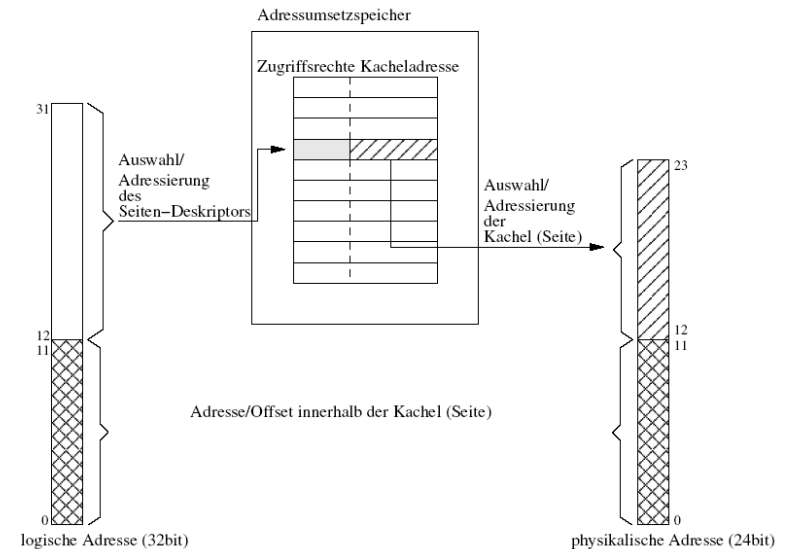 Adressumsetzspeicher
Zugriffsrechte Kacheladresse
31
Auswahl/
Adressierung
des
Seiten-Deskriptors
12
11
0
logische Adresse (32bit)
Auswahl/
Adressierung
der
Kachel (Seite)
Adresse/Offset innerhalb der Kachel (Seite)
23
12
11
0
physikalische Adresse (24bit)